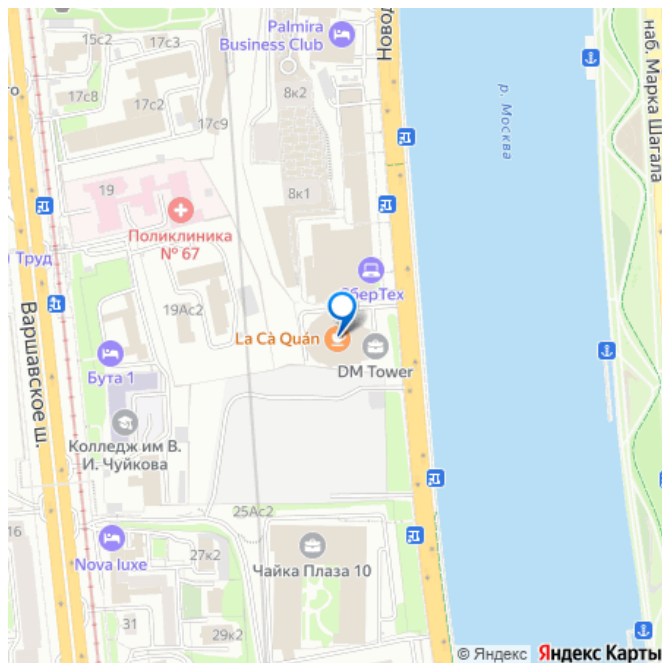 Palmira
Business Club
Новод
наб. Марка Шагала
15с2
17с3
го
17с8
17с2
8к2
17с9
р. Москва
19
8к1
Поликлиника
№ 67
Труд
СберТех
19Ас2
Варшавское ш.
La Cà Quán
DM Tower
Бута 1
Колледж им В.
И. Чуйкова
25Ас2
16
Nova luxe
27к2
Чайка Плаза 10
31
29к2
© Яндекс
Яндекс Карты